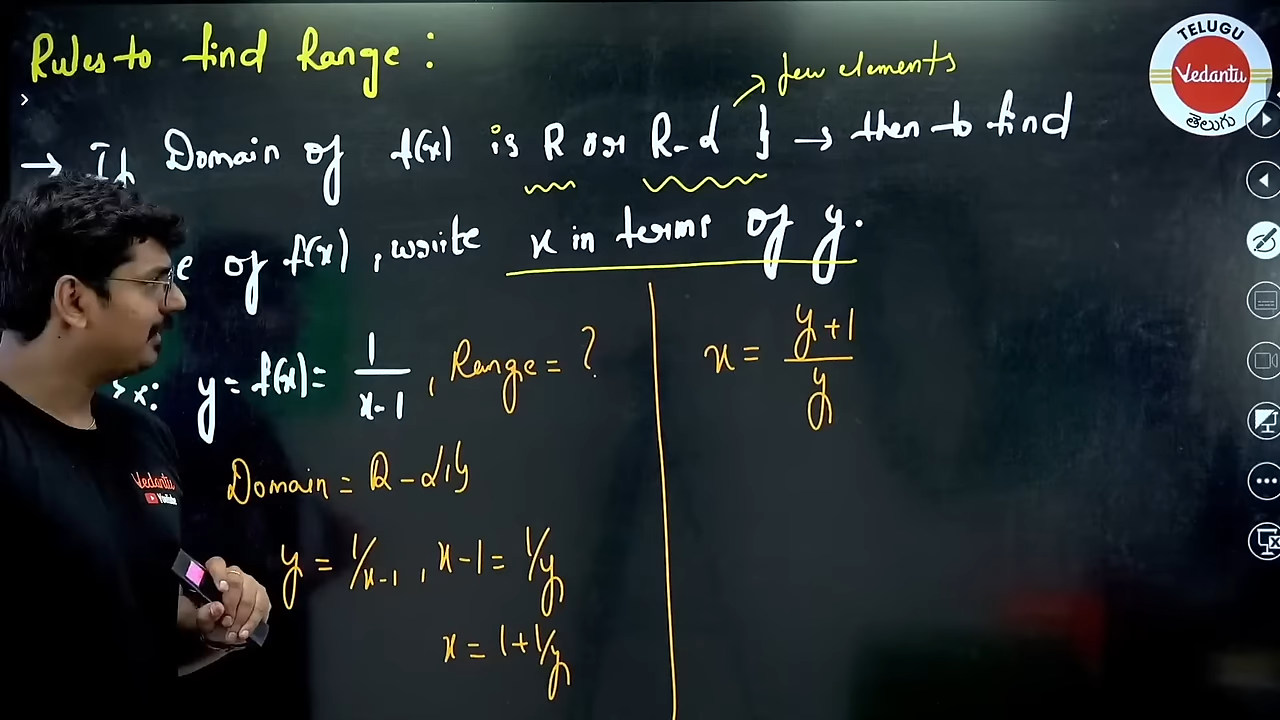 Rules to find Range :
few elements
→ If Domain of f(x) is R or R-{ } → then to find
e of f(x), write x in terms of y.
Ex: y = f(x) = 1/x-1, Range = ?
Domain = R - {1}
y = 1/x-1, x-1 = 1/y
x = 1 + 1/y
x = y+1/y
TELUGU
Vedantu
తెలుగు
Vedantu
YouTube